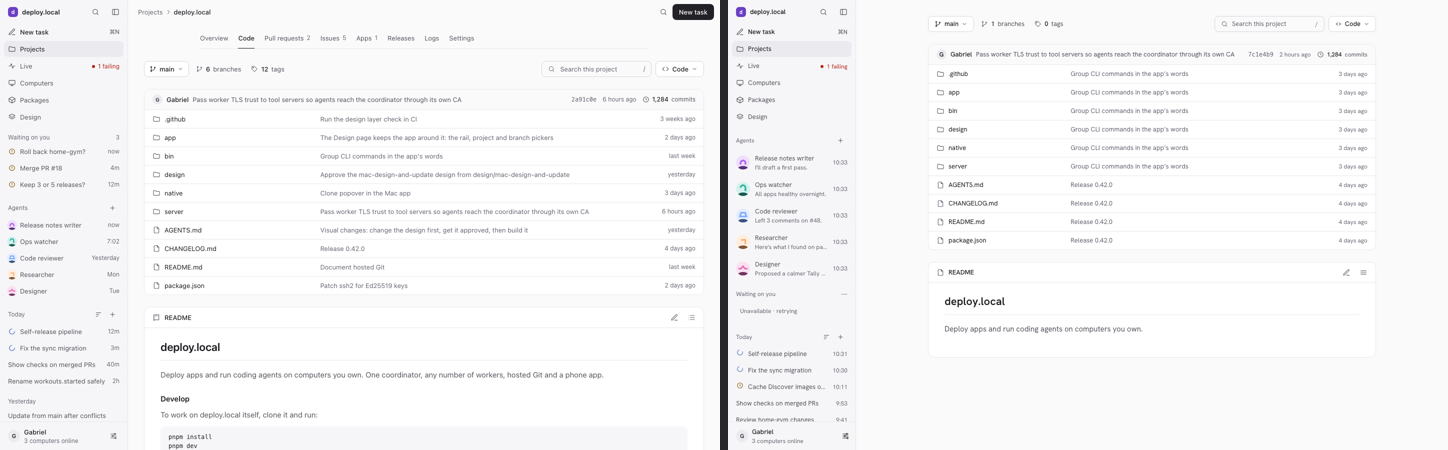 deploy.local
New task ⌘N
Projects
Live 1 failing
Computers
Packages
Design
Waiting on you 3
Roll back home-gym? now
Merge PR #18 4m
Keep 3 or 5 releases? 12m
Agents
Release notes writer now
Ops watcher 7:02
Code reviewer Yesterday
Researcher Mon
Designer Tue
Today
Self-release pipeline 12m
Fix the sync migration 3m
Show checks on merged PRs 40m
Rename workouts.started safely 2h
Yesterday
Update from main after conflicts
G Gabriel
3 computers online
Projects > deploy.local
New task
Overview Code Pull requests 2 Issues 5 Apps 1 Releases Logs Settings
main 6 branches 12 tags Search this project / Code
G Gabriel Pass worker TLS trust to tool servers so agents reach the coordinator through its own CA 2a91c0e 6 hours ago 1,284 commits
.github Run the design layer check in CI 3 weeks ago
app The Design page keeps the app around it: the rail, project and branch pickers 2 days ago
bin Group CLI commands in the app's words last week
design Approve the mac-design-and-update design from design/mac-design-and-update yesterday
native Clone popover in the Mac app 3 days ago
server Pass worker TLS trust to tool servers so agents reach the coordinator through its own CA 6 hours ago
AGENTS.md Visual changes: change the design first, get it approved, then build it yesterday
CHANGELOG.md Release 0.42.0 4 days ago
README.md Document hosted Git last week
package.json Patch ssh2 for Ed25519 keys 2 days ago
README
deploy.local
Deploy apps and run coding agents on computers you own. One coordinator, any number of workers, hosted Git and a phone app.
Develop
To work on deploy.local itself, clone it and run:
pnpm install
pnpm dev
d deploy.local
New task ⌘N
Projects
Live 1 failing
Computers
Packages
Design
Agents
Release notes writer
I'll draft a first pass. 10:33
Ops watcher
All apps healthy overnight. 10:33
Code reviewer
Left 3 comments on #48. 10:33
Researcher
Here's what I found on pa... 10:33
Designer
Proposed a calmer Tally ... 10:33
Waiting on you —
Unavailable · retrying
Today
Self-release pipeline 10:31
Fix the sync migration 10:30
Cache Discover images o... 10:11
Show checks on merged PRs 9:53
Review home-gym changes 9:41
G Gabriel
3 computers online
main 1 branches 0 tags Search this project / Code
G Gabriel Pass worker TLS trust to tool servers so agents reach the coordinator through its own CA 7c1e4b9 2 hours ago 1,284 commits
.github Group CLI commands in the app's words 3 days ago
app Group CLI commands in the app's words 3 days ago
bin Group CLI commands in the app's words 3 days ago
design Group CLI commands in the app's words 3 days ago
native Group CLI commands in the app's words 3 days ago
server Group CLI commands in the app's words 3 days ago
AGENTS.md Release 0.42.0 4 days ago
CHANGELOG.md Release 0.42.0 4 days ago
README.md Release 0.42.0 4 days ago
package.json Release 0.42.0 4 days ago
README
deploy.local
Deploy apps and run coding agents on computers you own.